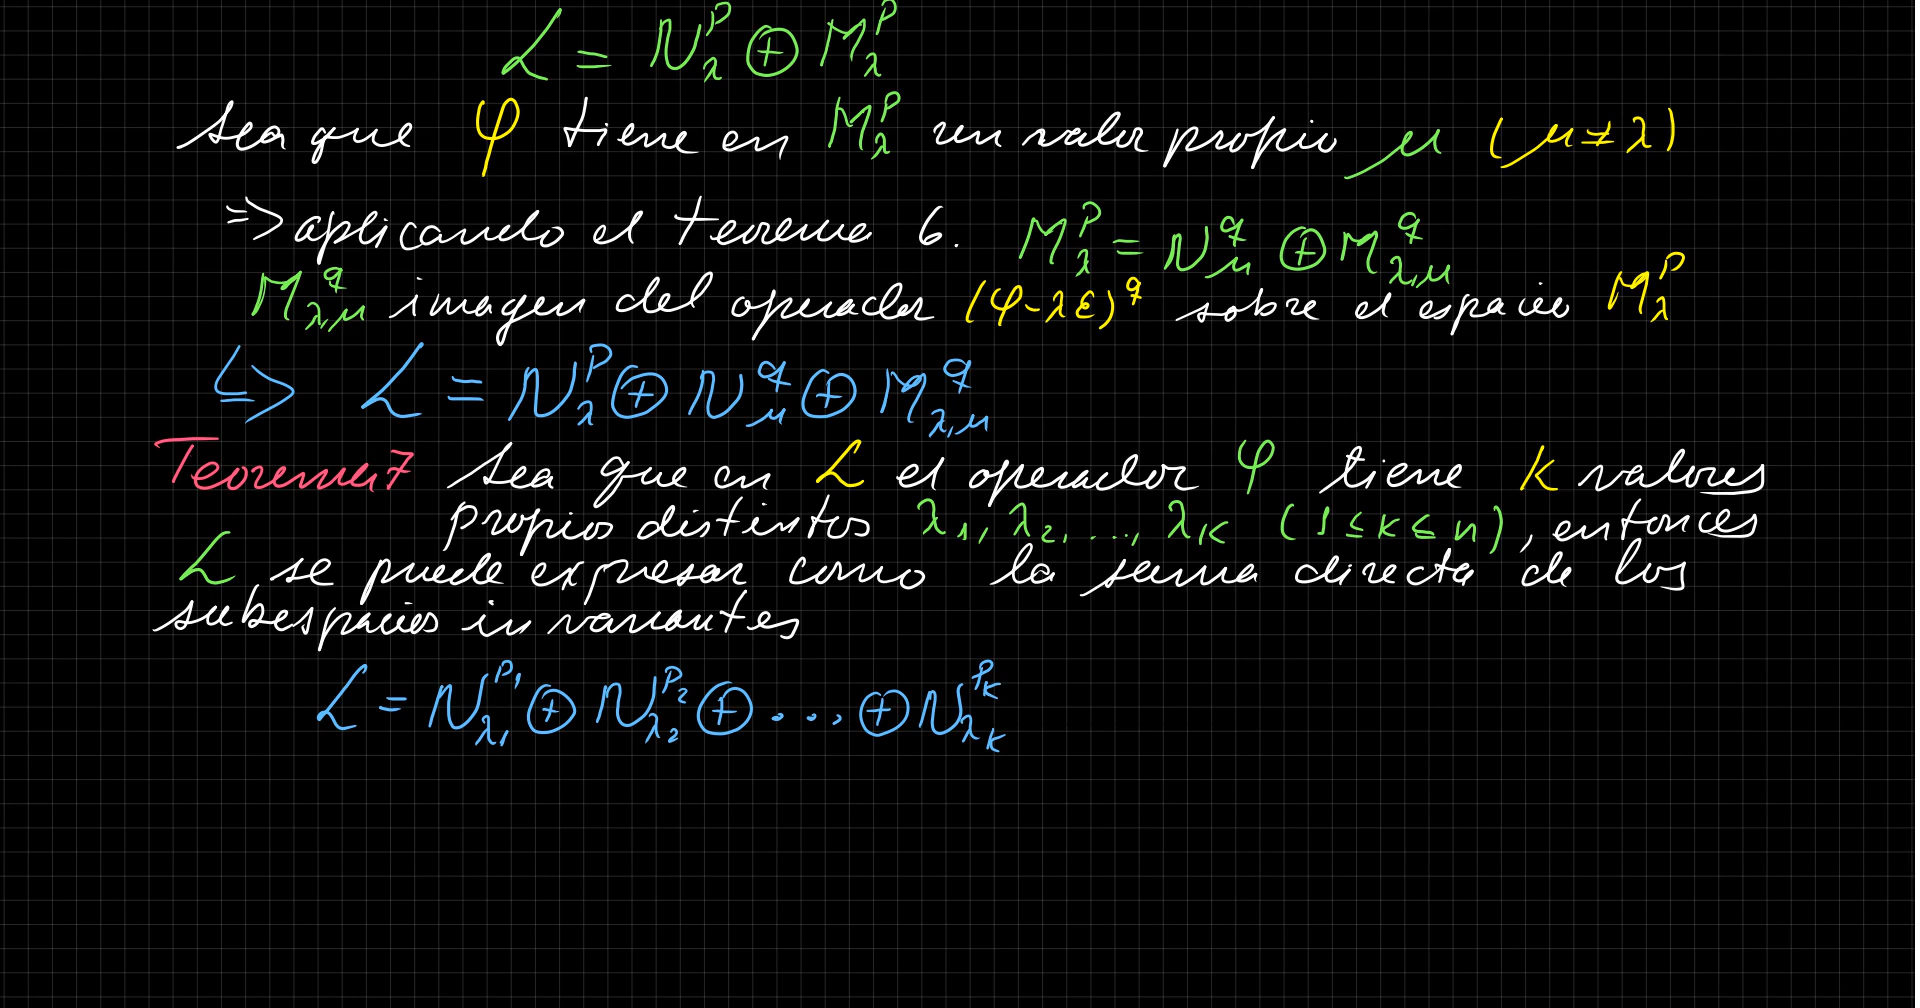 L = N_λ^P ⊕ M_λ^P
sea que φ tiene en M_λ^P un valor propio μ (μ ≠ λ)
=> aplicando el teorema 6. M_λ^P = N_μ^q ⊕ M_{λ,μ}^q
M_{λ,μ}^q imagen del operador (φ-λε)^q sobre el espacio M_λ^P
↳> L = N_λ^P ⊕ N_μ^q ⊕ M_{λ,μ}^q
Teorema 7 sea que en L el operador φ tiene k valores
propios distintos λ_1, λ_2, ..., λ_k (1 ≤ k ≤ n), entonces
L se puede expresar como la suma directa de los
subespacios invariantes
L = N_{λ_1}^{P_1} ⊕ N_{λ_2}^{P_2} ⊕ ... ⊕ N_{λ_k}^{P_k}